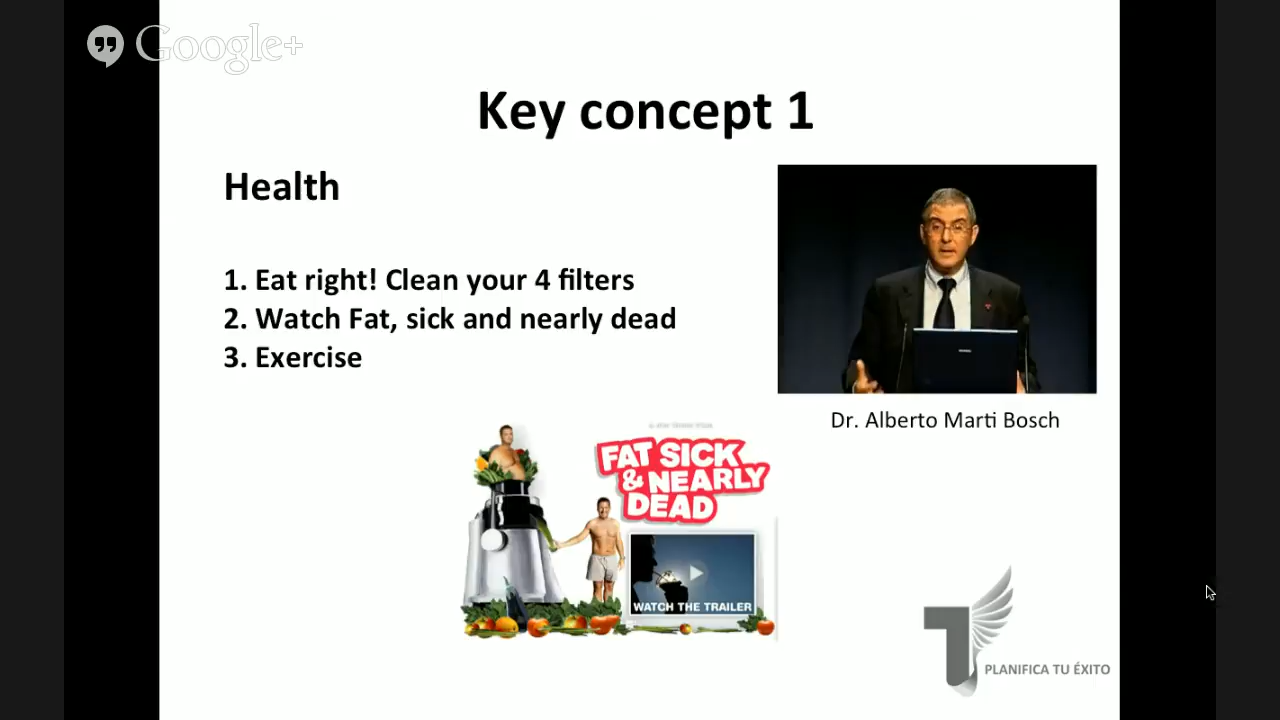 Google+
Key concept 1
Health
1. Eat right! Clean your 4 filters
2. Watch Fat, sick and nearly dead
3. Exercise
Dr. Alberto Marti Bosch
FAT SICK
& NEARLY
DEAD
WATCH THE TRAILER
PLANIFICA TU ÉXITO